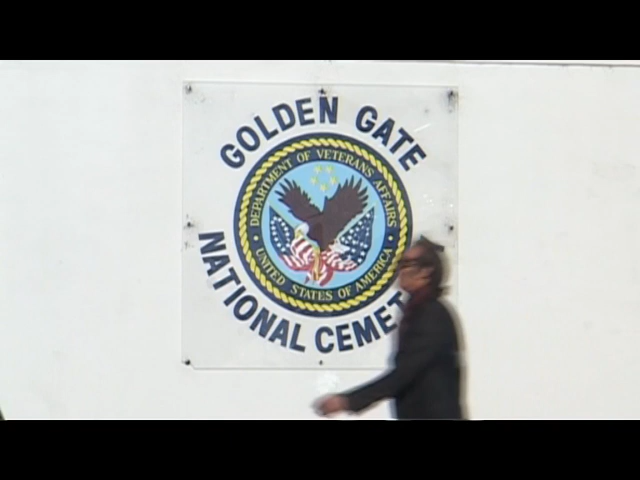 GOLDEN GATE
DEPARTMENT OF VETERANS AFFAIRS
UNITED STATES OF AMERICA
NATIONAL CEMET